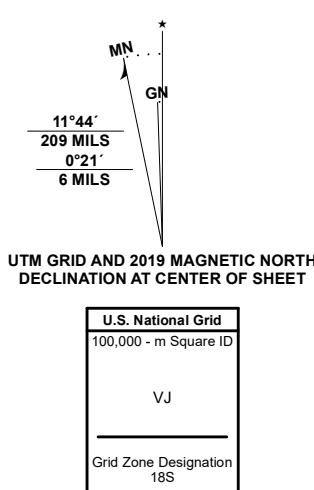 ★
MN
GN
11°44´
209 MILS
0°21´
6 MILS
UTM GRID AND 2019 MAGNETIC NORTH
DECLINATION AT CENTER OF SHEET
U.S. National Grid
100,000 - m Square ID
VJ
Grid Zone Designation
18S